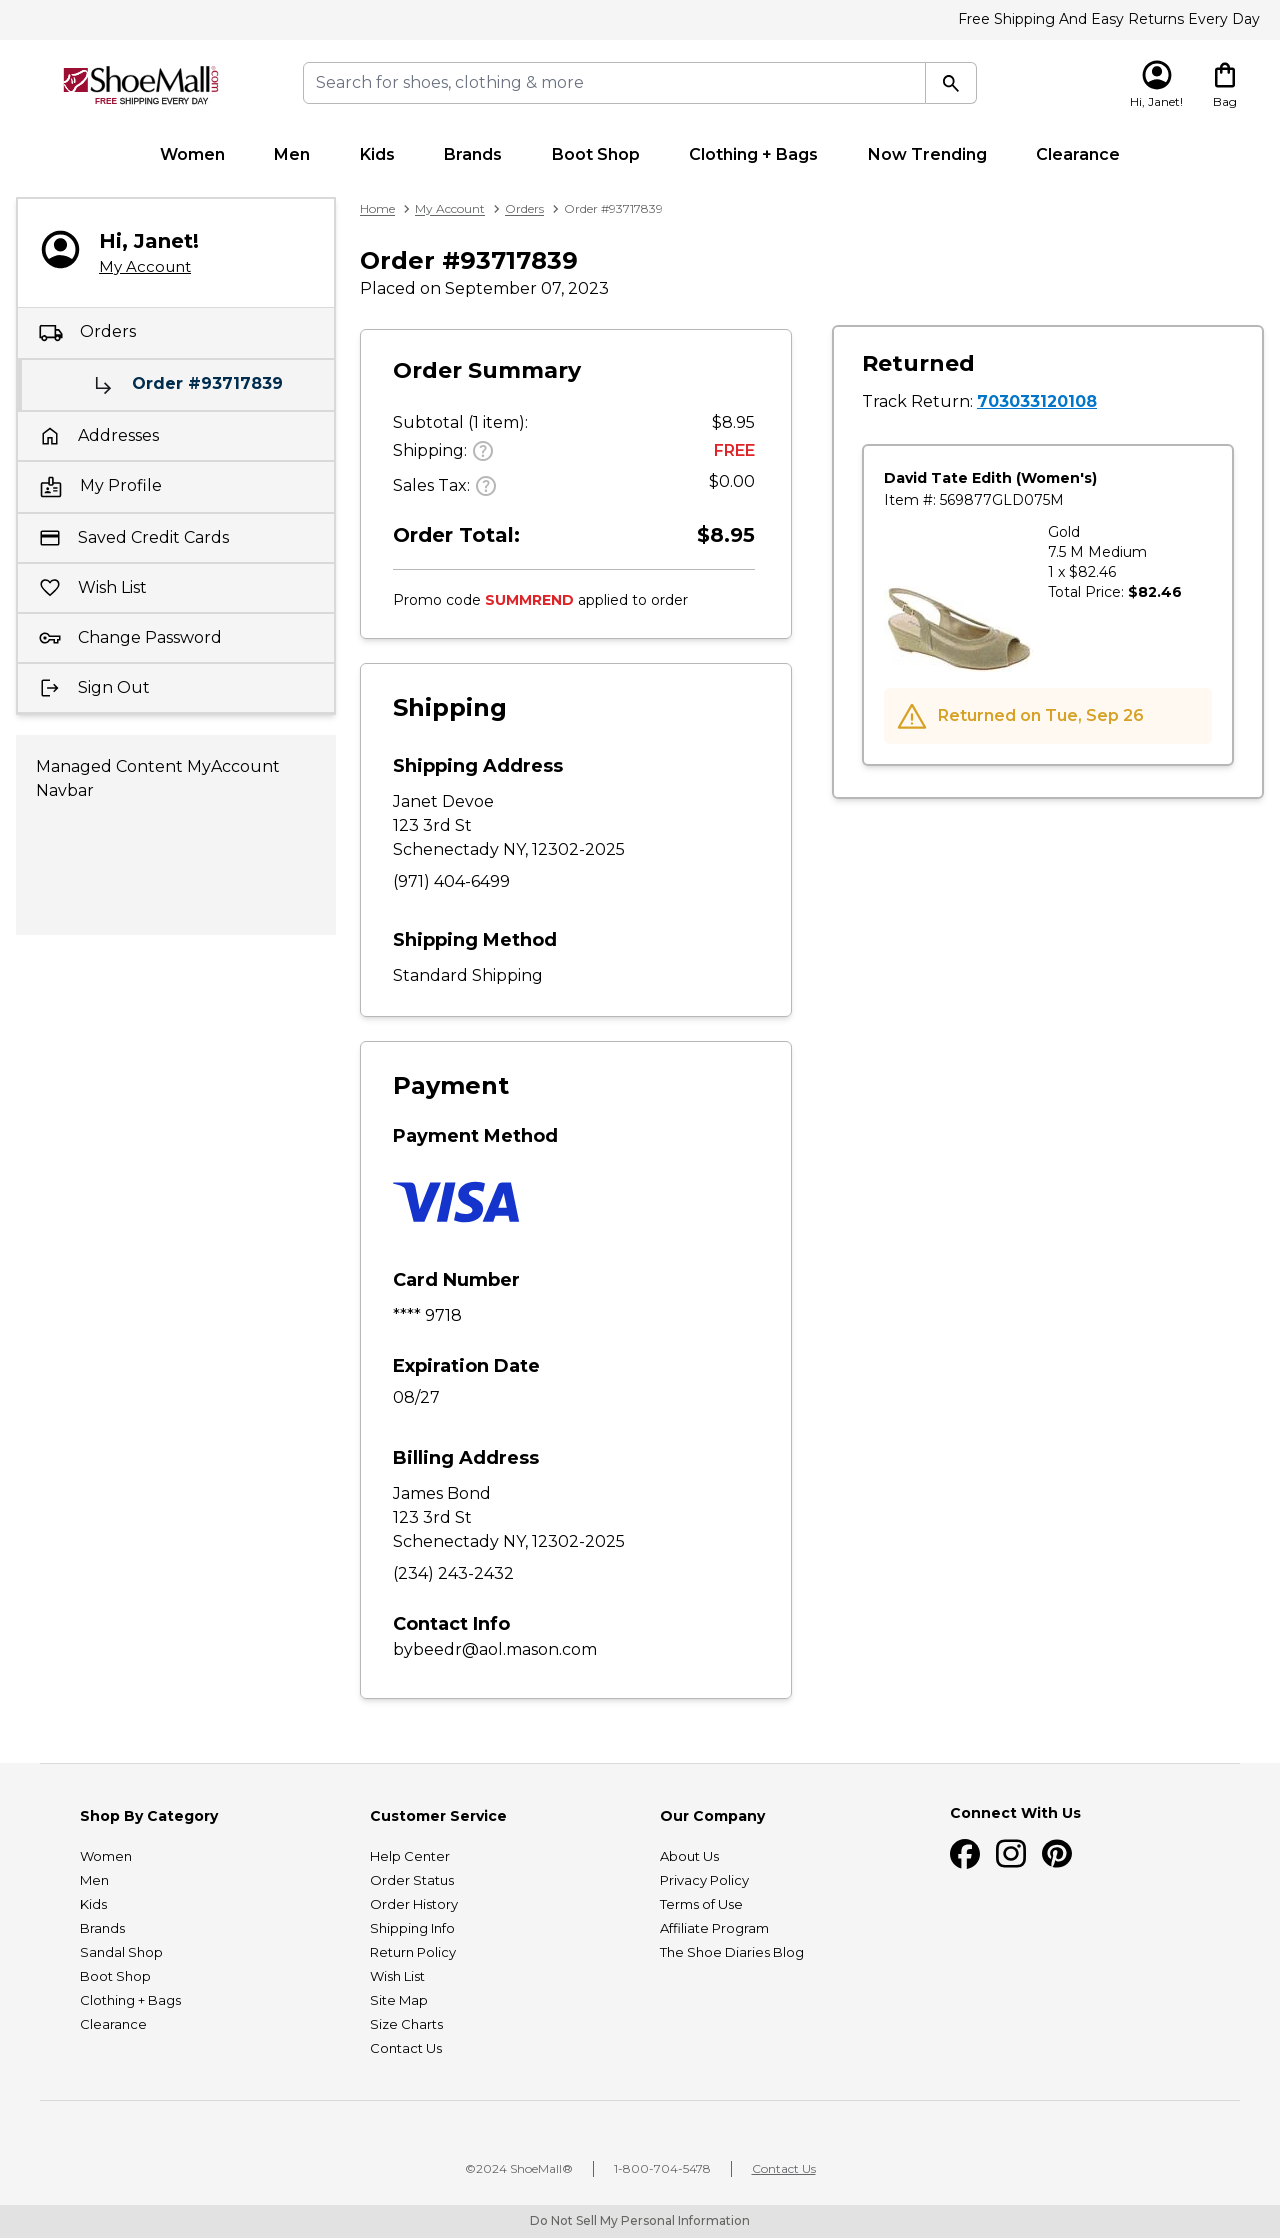 Free Shipping And Easy Returns Every Day
ShoeMall®.com
FREE SHIPPING EVERY DAY
Search for shoes, clothing & more
Hi, Janet!
Bag
Women
Men
Kids
Brands
Boot Shop
Clothing + Bags
Now Trending
Clearance
Hi, Janet!
My Account
Orders
Order #93717839
Addresses
My Profile
Saved Credit Cards
Wish List
Change Password
Sign Out
Managed Content MyAccount
Navbar
Home > My Account > Orders > Order #93717839
Order #93717839
Placed on September 07, 2023
Order Summary
Subtotal (1 item): $8.95
Shipping: ? FREE
Sales Tax: ? $0.00
Order Total: $8.95
Promo code SUMMREND applied to order
Shipping
Shipping Address
Janet Devoe
123 3rd St
Schenectady NY, 12302-2025
(971) 404-6499
Shipping Method
Standard Shipping
Payment
Payment Method
VISA
Card Number
**** 9718
Expiration Date
08/27
Billing Address
James Bond
123 3rd St
Schenectady NY, 12302-2025
(234) 243-2432
Contact Info
bybeedr@aol.mason.com
Returned
Track Return: 703033120108
David Tate Edith (Women's)
Item #: 569877GLD075M
Gold
7.5 M Medium
1 x $82.46
Total Price: $82.46
Returned on Tue, Sep 26
Shop By Category
Women
Men
Kids
Brands
Sandal Shop
Boot Shop
Clothing + Bags
Clearance
Customer Service
Help Center
Order Status
Order History
Shipping Info
Return Policy
Wish List
Site Map
Size Charts
Contact Us
Our Company
About Us
Privacy Policy
Terms of Use
Affiliate Program
The Shoe Diaries Blog
Connect With Us
©2024 ShoeMall® | 1-800-704-5478 | Contact Us
Do Not Sell My Personal Information